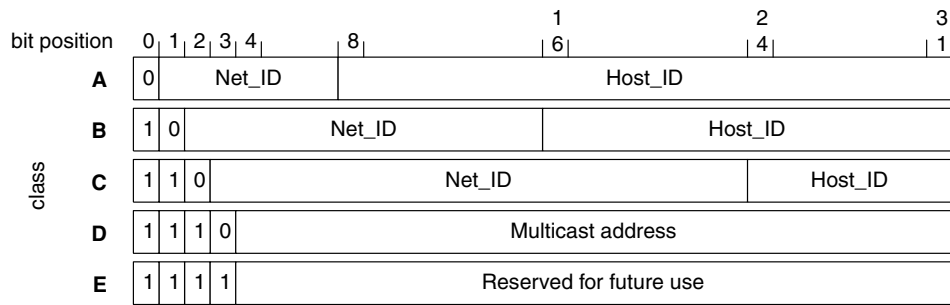 1 2 3
bit position 0 1 2 3 4 8 6 4 1
A 0 Net_ID Host_ID
B 1 0 Net_ID Host_ID
class
C 1 1 0 Net_ID Host_ID
D 1 1 1 0 Multicast address
E 1 1 1 1 Reserved for future use